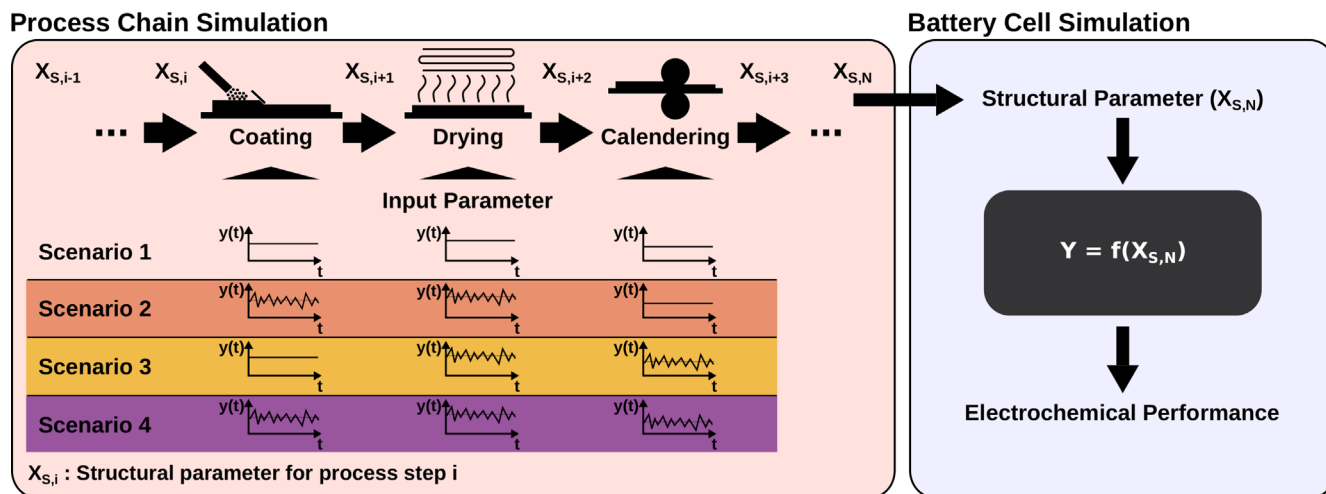 Process Chain Simulation
Battery Cell Simulation
X_S,i-1 X_S,i X_S,i+1 X_S,i+2 X_S,i+3 X_S,N
... Coating Drying Calendering ...
Input Parameter
Scenario 1 y(t) t y(t) t y(t) t
Scenario 2 y(t) t y(t) t y(t) t
Scenario 3 y(t) t y(t) t y(t) t
Scenario 4 y(t) t y(t) t y(t) t
X_S,i : Structural parameter for process step i
Structural Parameter (X_S,N)
Y = f(X_S,N)
Electrochemical Performance